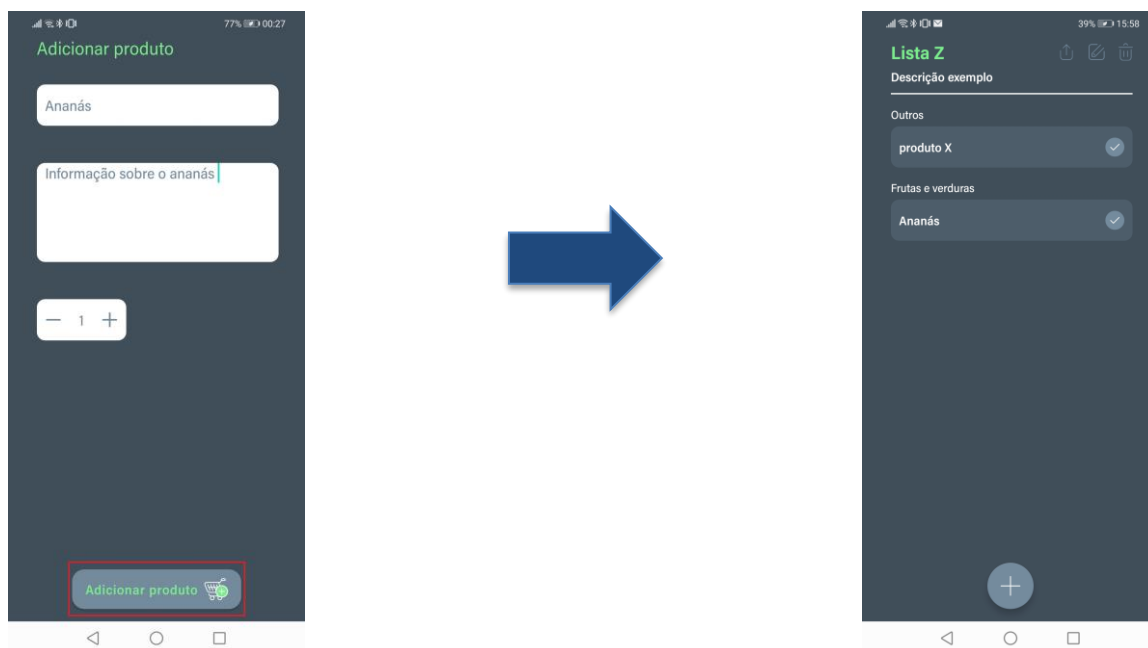 77% 00:27
Adicionar produto
Ananás
Informação sobre o ananás
1
Adicionar produto
39% 15:58
Lista Z
Descrição exemplo
Outros
produto X
Frutas e verduras
Ananás